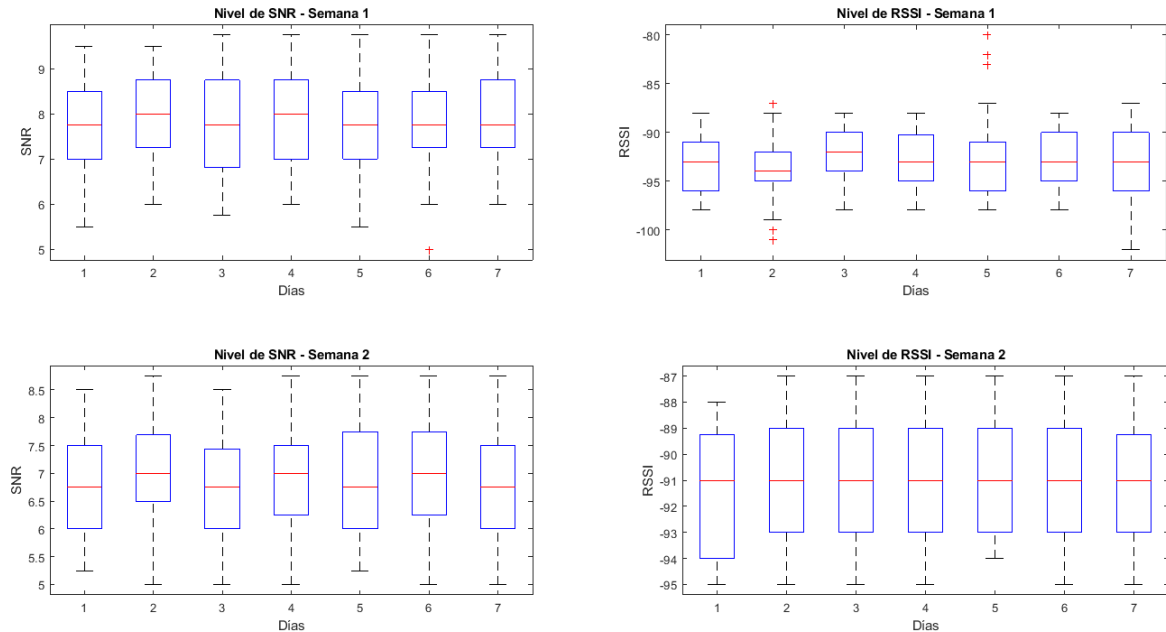 Nivel de SNR - Semana 1
9
8
7
6
5
SNR
1 2 3 4 5 6 7
Días
Nivel de RSSI - Semana 1
-80
-85
-90
-95
-100
RSSI
1 2 3 4 5 6 7
Días
Nivel de SNR - Semana 2
8.5
8
7.5
7
6.5
6
5.5
5
SNR
1 2 3 4 5 6 7
Días
Nivel de RSSI - Semana 2
-87
-88
-89
-90
-91
-92
-93
-94
-95
RSSI
1 2 3 4 5 6 7
Días